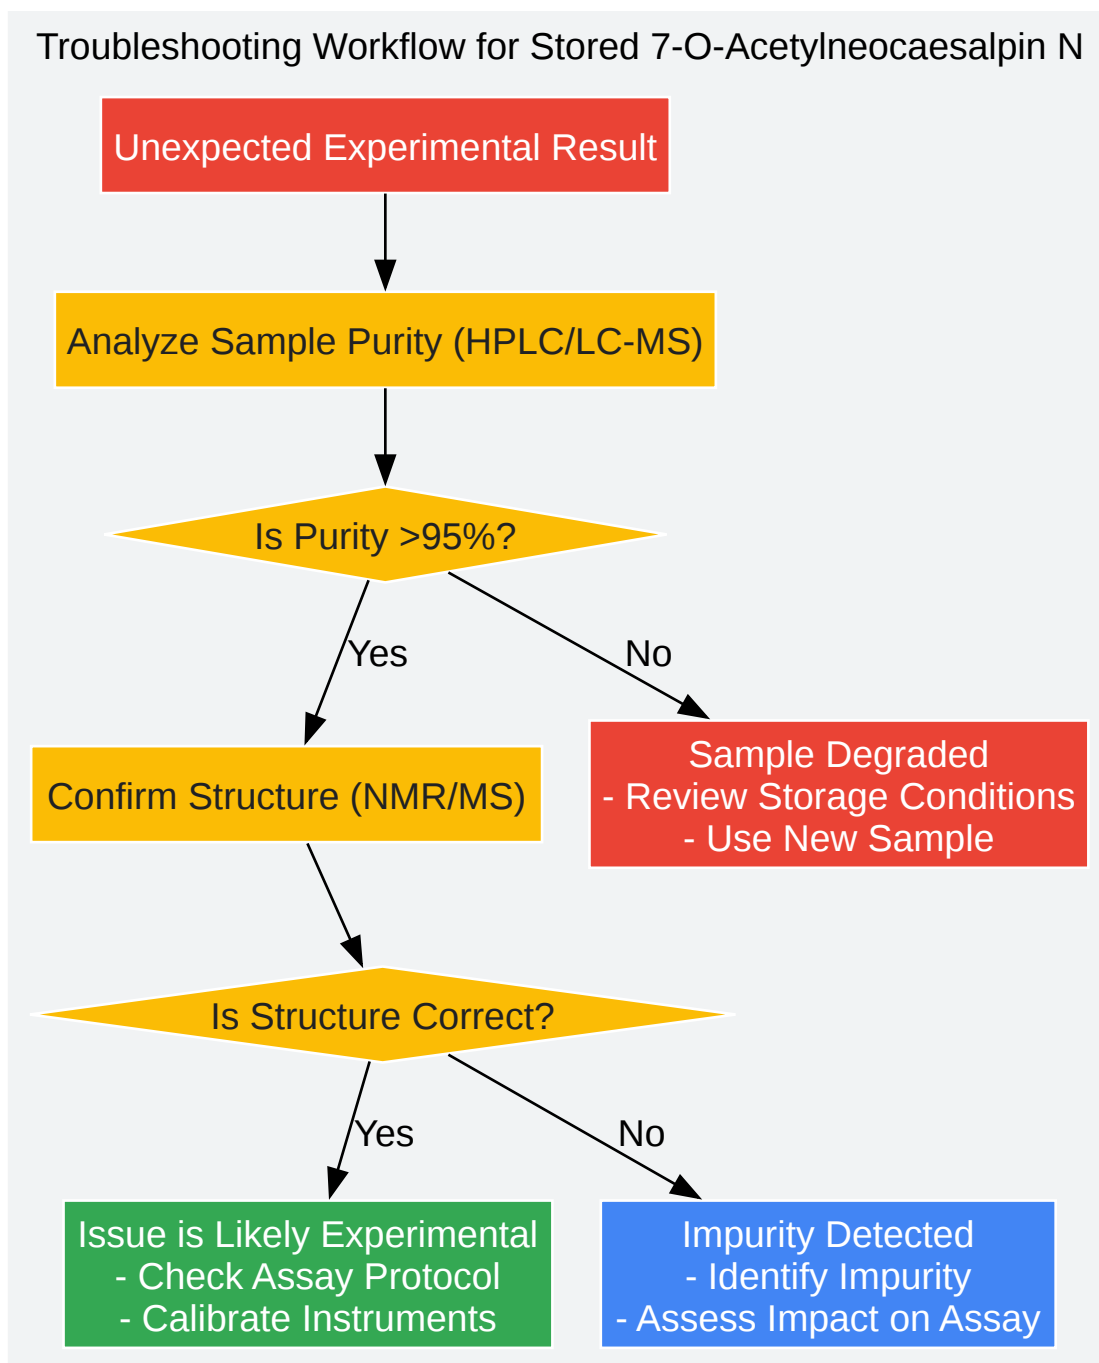 Troubleshooting Workflow for Stored 7-O-Acetylneocaesalpin N
Unexpected Experimental Result
Analyze Sample Purity (HPLC/LC-MS)
Is Purity >95%?
Yes
No
Confirm Structure (NMR/MS)
Sample Degraded
- Review Storage Conditions
- Use New Sample
Is Structure Correct?
Yes
No
Issue is Likely Experimental
- Check Assay Protocol
- Calibrate Instruments
Impurity Detected
- Identify Impurity
- Assess Impact on Assay